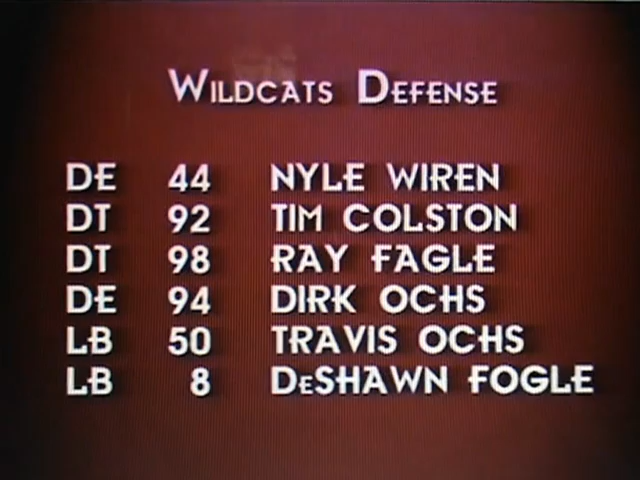 Wildcats Defense
DE 44 NYLE WIREN
DT 92 TIM COLSTON
DT 98 RAY FAGLE
DE 94 DIRK OCHS
LB 50 TRAVIS OCHS
LB 8 DeSHAWN FOGLE